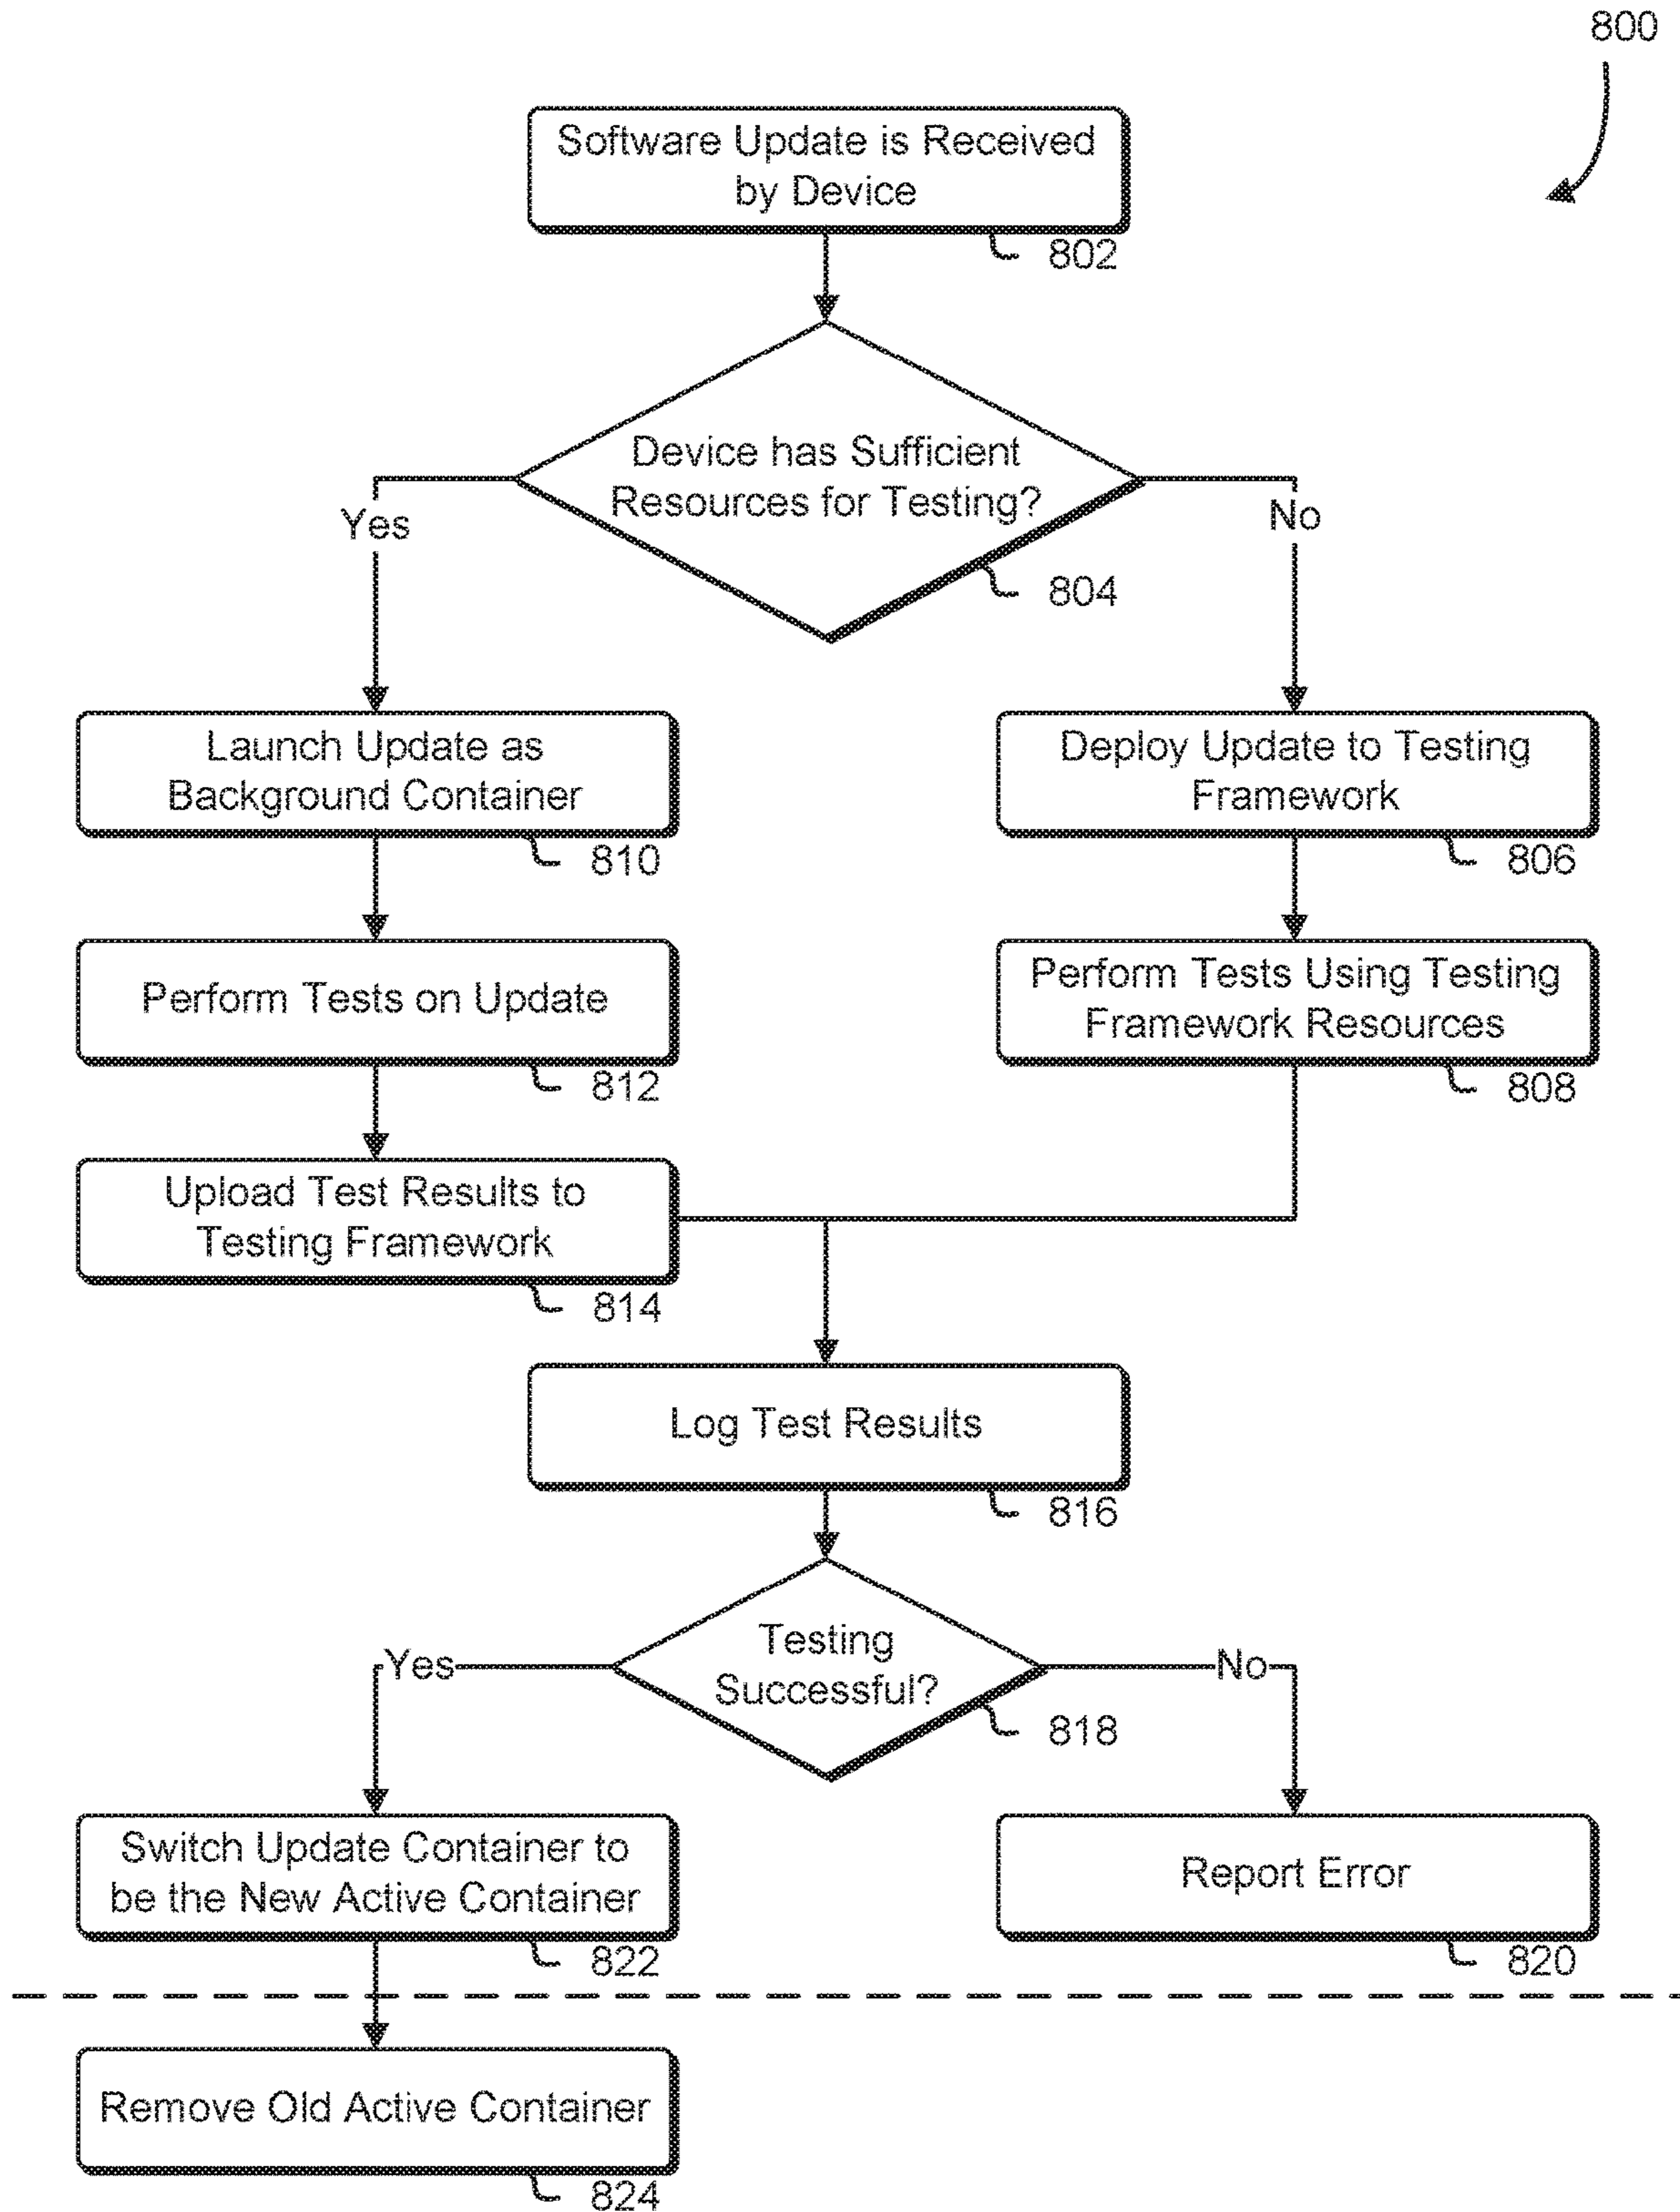 800
Software Update is Received
by Device
802
Device has Sufficient
Resources for Testing?
804
Yes
No
Launch Update as
Background Container
810
Deploy Update to Testing
Framework
806
Perform Tests on Update
812
Perform Tests Using Testing
Framework Resources
808
Upload Test Results to
Testing Framework
814
Log Test Results
816
Testing
Successful?
818
Yes
No
Switch Update Container to
be the New Active Container
822
Report Error
820
Remove Old Active Container
824